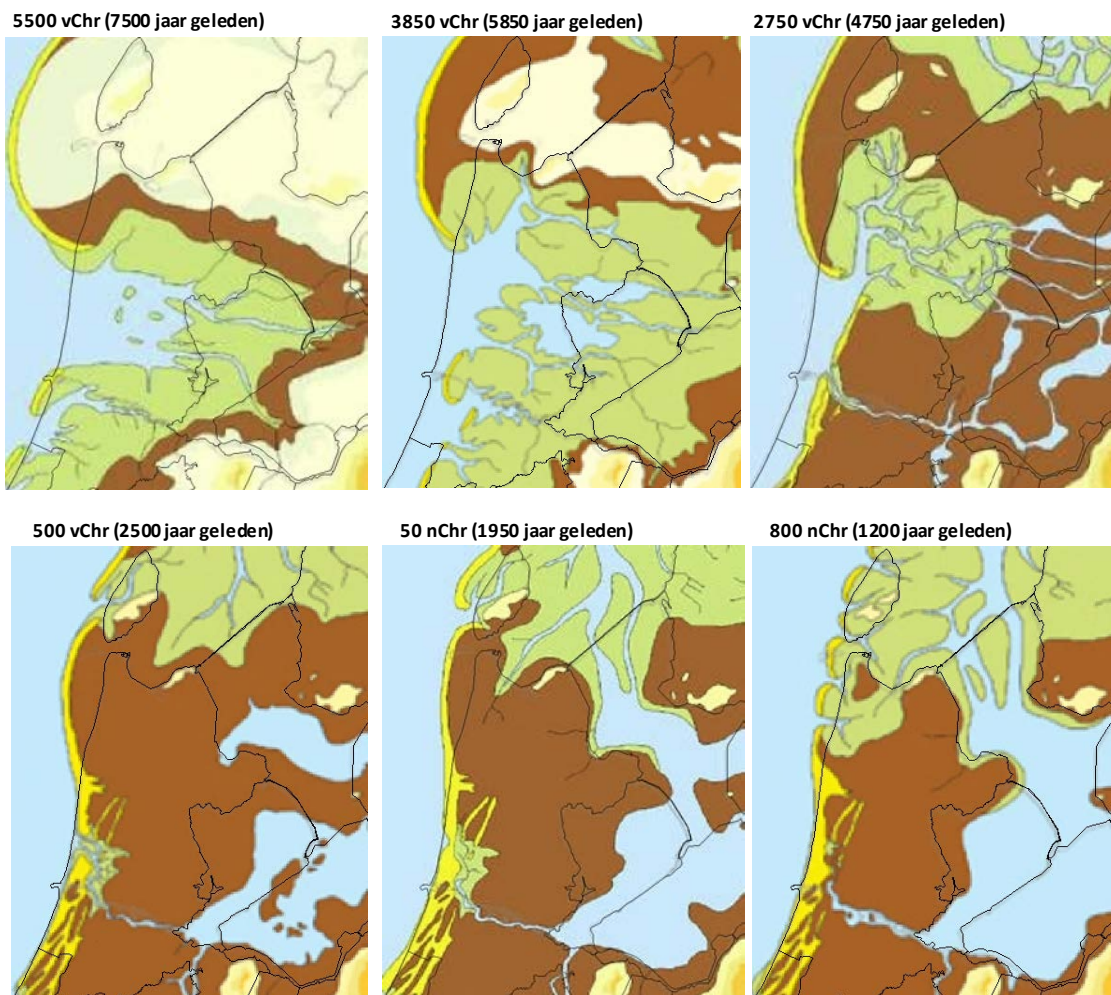 5500 vChr (7500 jaar geleden)
3850 vChr (5850 jaar geleden)
2750 vChr (4750 jaar geleden)
500 vChr (2500 jaar geleden)
50 nChr (1950 jaar geleden)
800 nChr (1200 jaar geleden)